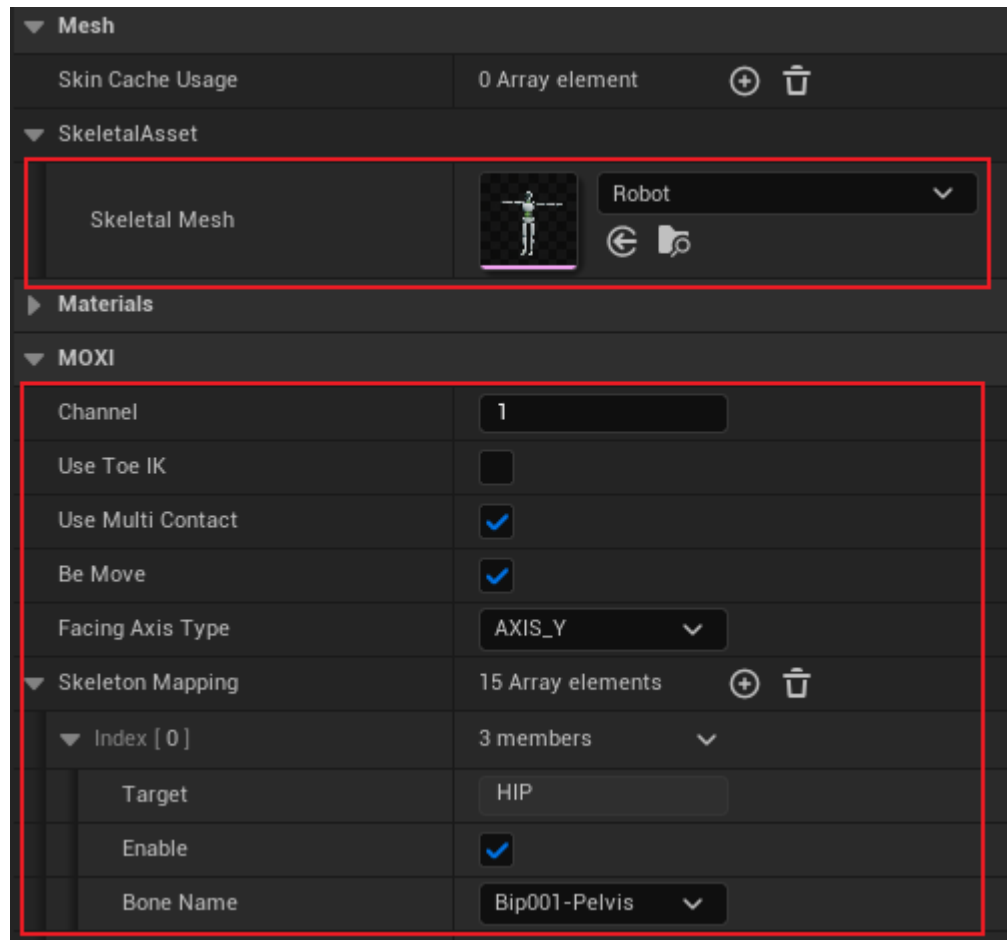 Mesh
Skin Cache Usage 0 Array element
SkeletalAsset
Skeletal Mesh Robot
Materials
MOXI
Channel 1
Use Toe IK
Use Multi Contact
Be Move
Facing Axis Type AXIS_Y
Skeleton Mapping 15 Array elements
Index [ 0 ] 3 members
Target HIP
Enable
Bone Name Bip001-Pelvis